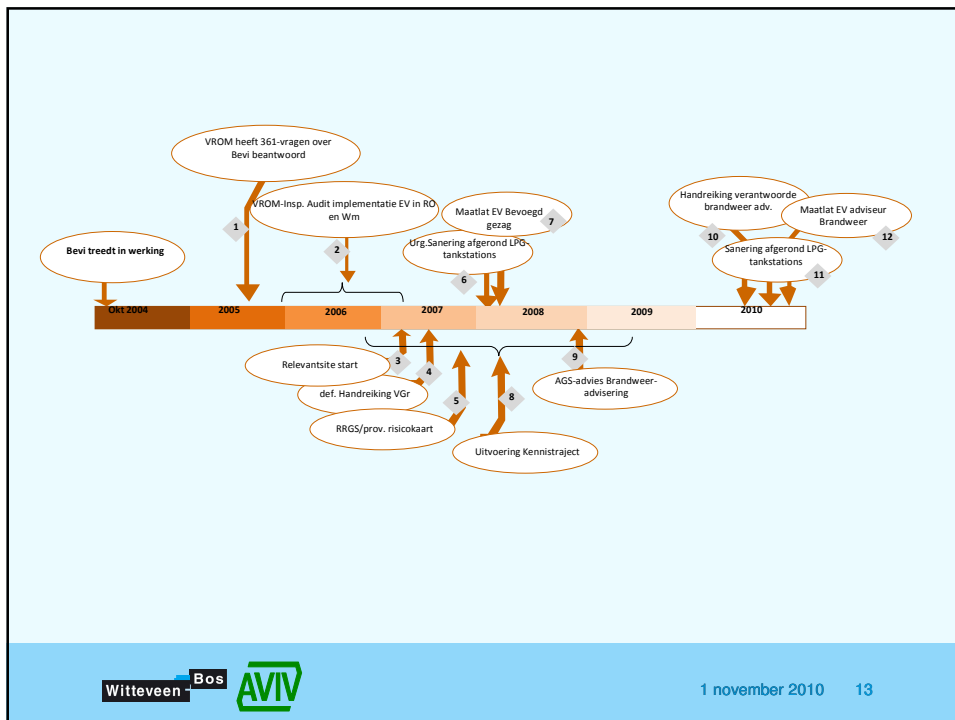 VROM heeft 361-vragen over
Bevi beantwoord
VROM-Insp. Audit implementatie EV in RO
en Wm
1
2
Bevi treedt in werking
Maatlat EV Bevoegd
gezag
7
Urg.Sanering afgerond LPG-
tankstations
6
Handreiking verantwoorde
brandweer adv.
10
Maatlat EV adviseur
Brandweer
12
Sanering afgerond LPG-
tankstations
11
Okt 2004
2005
2006
2007
2008
2009
2010
Relevantsite start
3
def. Handreiking VGr
4
RRGS/prov. risicokaart
5
Uitvoering Kennistraject
8
9
AGS-advies Brandweer-
advisering
Witteveen
Bos
AVIV
1 november 2010 13